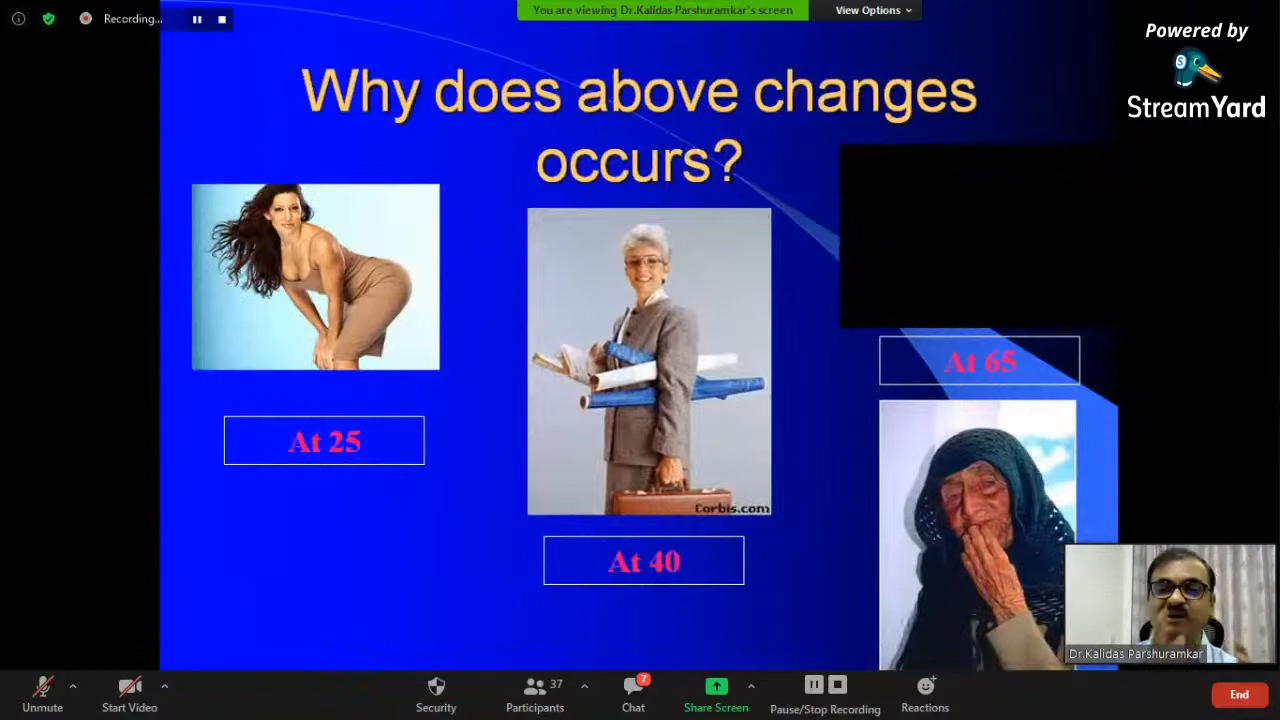 Recording...
You are viewing Dr.Kalidas Parshuramkar's screen
View Options
Powered by
StreamYard
Why does above changes
occurs?
At 25
Corbis.com
At 40
At 65
Dr.Kalidas Parshuramkar
Unmute
Start Video
Security
37
Participants
7
Chat
Share Screen
Pause/Stop Recording
Reactions
End